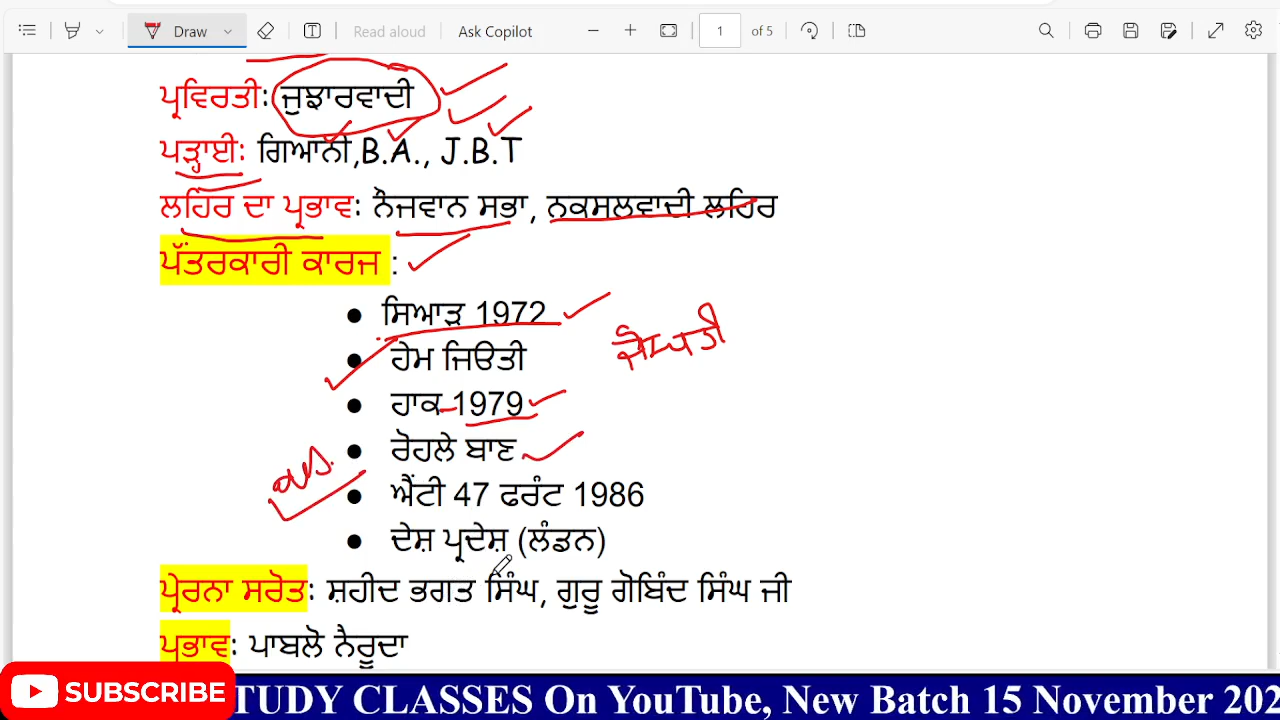 Draw
Read aloud
Ask Copilot
1 of 5
ਪ੍ਰਵਿਰਤੀ: ਜੁਝਾਰਵਾਦੀ
ਪੜ੍ਹਾਈ: ਗਿਆਨੀ,B.A., J.B.T
ਲਹਿਰ ਦਾ ਪ੍ਰਭਾਵ: ਨੌਜਵਾਨ ਸਭਾ, ਨਕਸਲਵਾਦੀ ਲਹਿਰ
ਪੱਤਰਕਾਰੀ ਕਾਰਜ :
● ਸਿਆੜ 1972
● ਹੇਮ ਜਿਓਤੀ
● ਹਾਕ 1979
● ਰੋਹਲੇ ਬਾਣ
● ਐਂਟੀ 47 ਫਰੰਟ 1986
● ਦੇਸ਼ ਪ੍ਰਦੇਸ਼ (ਲੰਡਨ)
ਪ੍ਰੇਰਨਾ ਸਰੋਤ: ਸ਼ਹੀਦ ਭਗਤ ਸਿੰਘ, ਗੁਰੂ ਗੋਬਿੰਦ ਸਿੰਘ ਜੀ
ਪ੍ਰਭਾਵ: ਪਾਬਲੋ ਨੈਰੂਦਾ
SUBSCRIBE
TUDY CLASSES On YouTube, New Batch 15 November 202